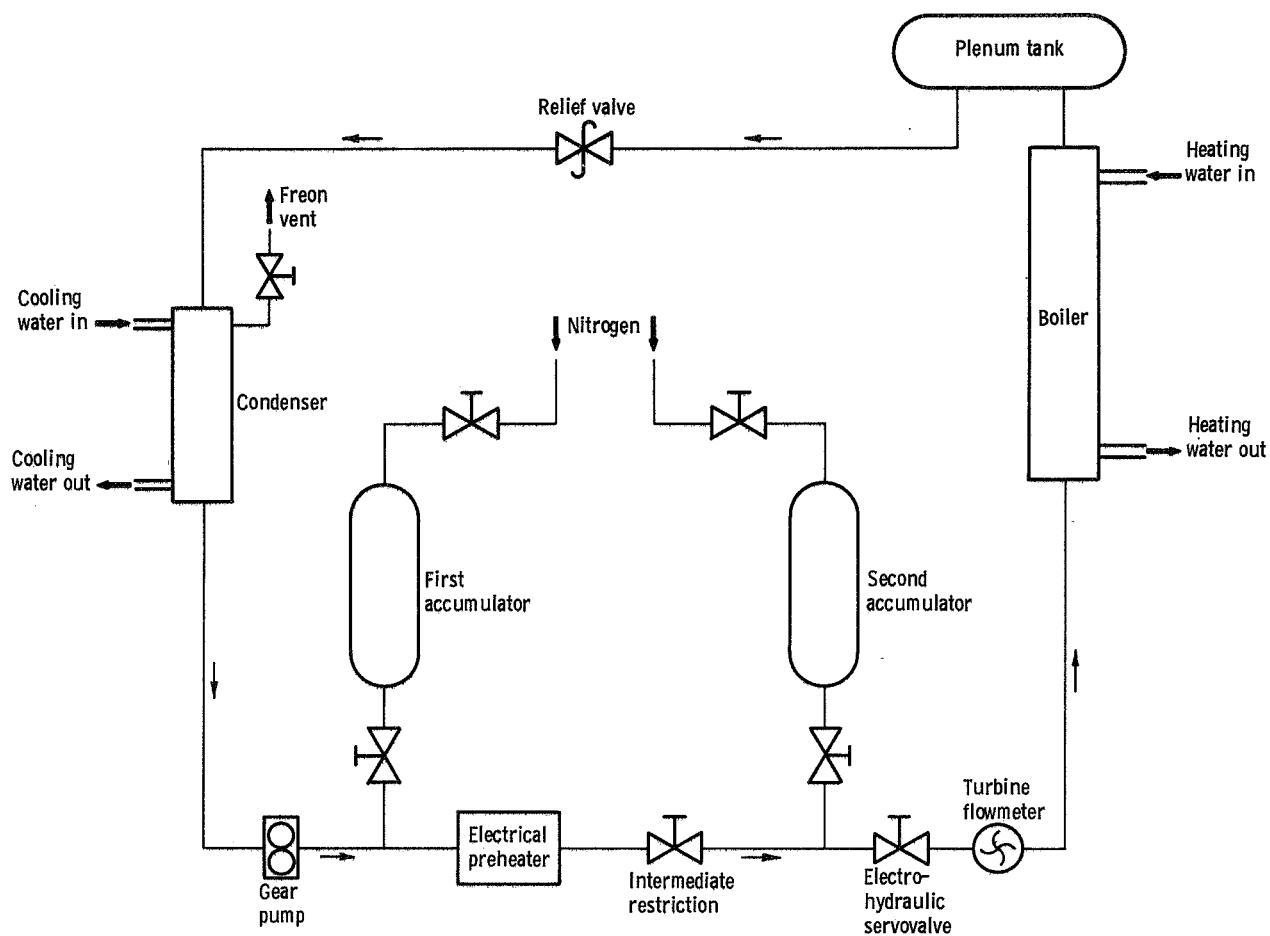 Plenum tank
Relief valve
Heating
water in
Freon
vent
Cooling
water in
Nitrogen
Boiler
Condenser
Heating
water out
Cooling
water out
First
accumulator
Second
accumulator
Turbine
flowmeter
Electrical
preheater
Gear
pump
Intermediate
restriction
Electro-
hydraulic
servovalve